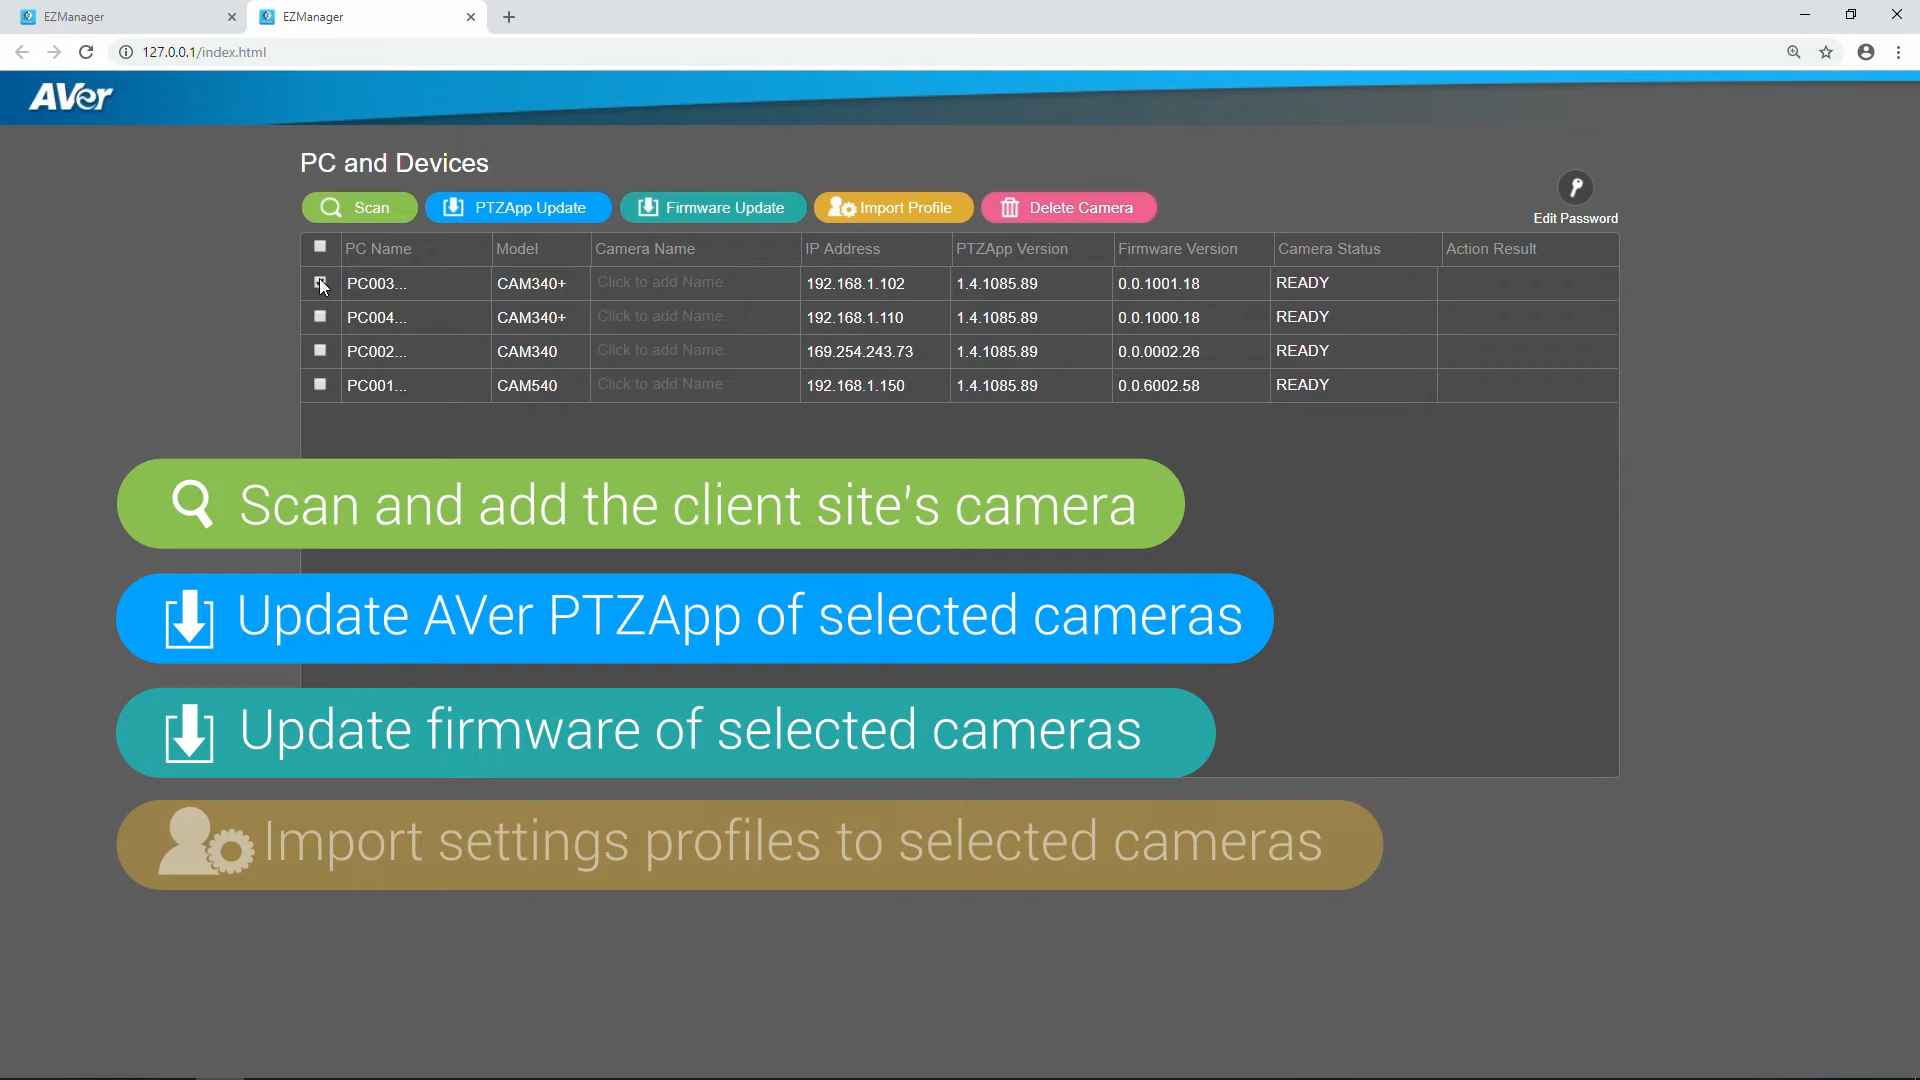 EZManager
EZManager
127.0.0.1/index.html
AVer
PC and Devices
Scan
PTZApp Update
Firmware Update
Import Profile
Delete Camera
Edit Password
PC Name Model Camera Name IP Address PTZApp Version Firmware Version Camera Status Action Result
PC003... CAM340+ Click to add Name. 192.168.1.102 1.4.1085.89 0.0.1001.18 READY
PC004... CAM340+ Click to add Name. 192.168.1.110 1.4.1085.89 0.0.1000.18 READY
PC002... CAM340 Click to add Name. 169.254.243.73 1.4.1085.89 0.0.0002.26 READY
PC001... CAM540 Click to add Name. 192.168.1.150 1.4.1085.89 0.0.6002.58 READY
Scan and add the client site's camera
Update AVer PTZApp of selected cameras
Update firmware of selected cameras
Import settings profiles to selected cameras